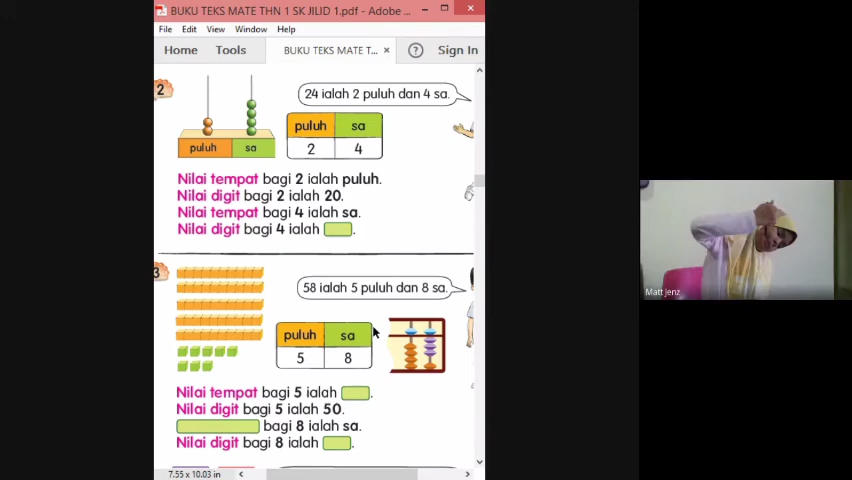 BUKU TEKS MATE THN 1 SK JILID 1.pdf - Adobe ...
File Edit View Window Help
Home Tools BUKU TEKS MATE T... × ? Sign In
2
24 ialah 2 puluh dan 4 sa.
puluh sa
puluh sa
2 4
Nilai tempat bagi 2 ialah puluh.
Nilai digit bagi 2 ialah 20.
Nilai tempat bagi 4 ialah sa.
Nilai digit bagi 4 ialah
3
58 ialah 5 puluh dan 8 sa.
puluh sa
5 8
Nilai tempat bagi 5 ialah .
Nilai digit bagi 5 ialah 50.
bagi 8 ialah sa.
Nilai digit bagi 8 ialah .
7.55 x 10.03 in
Matt Jenz